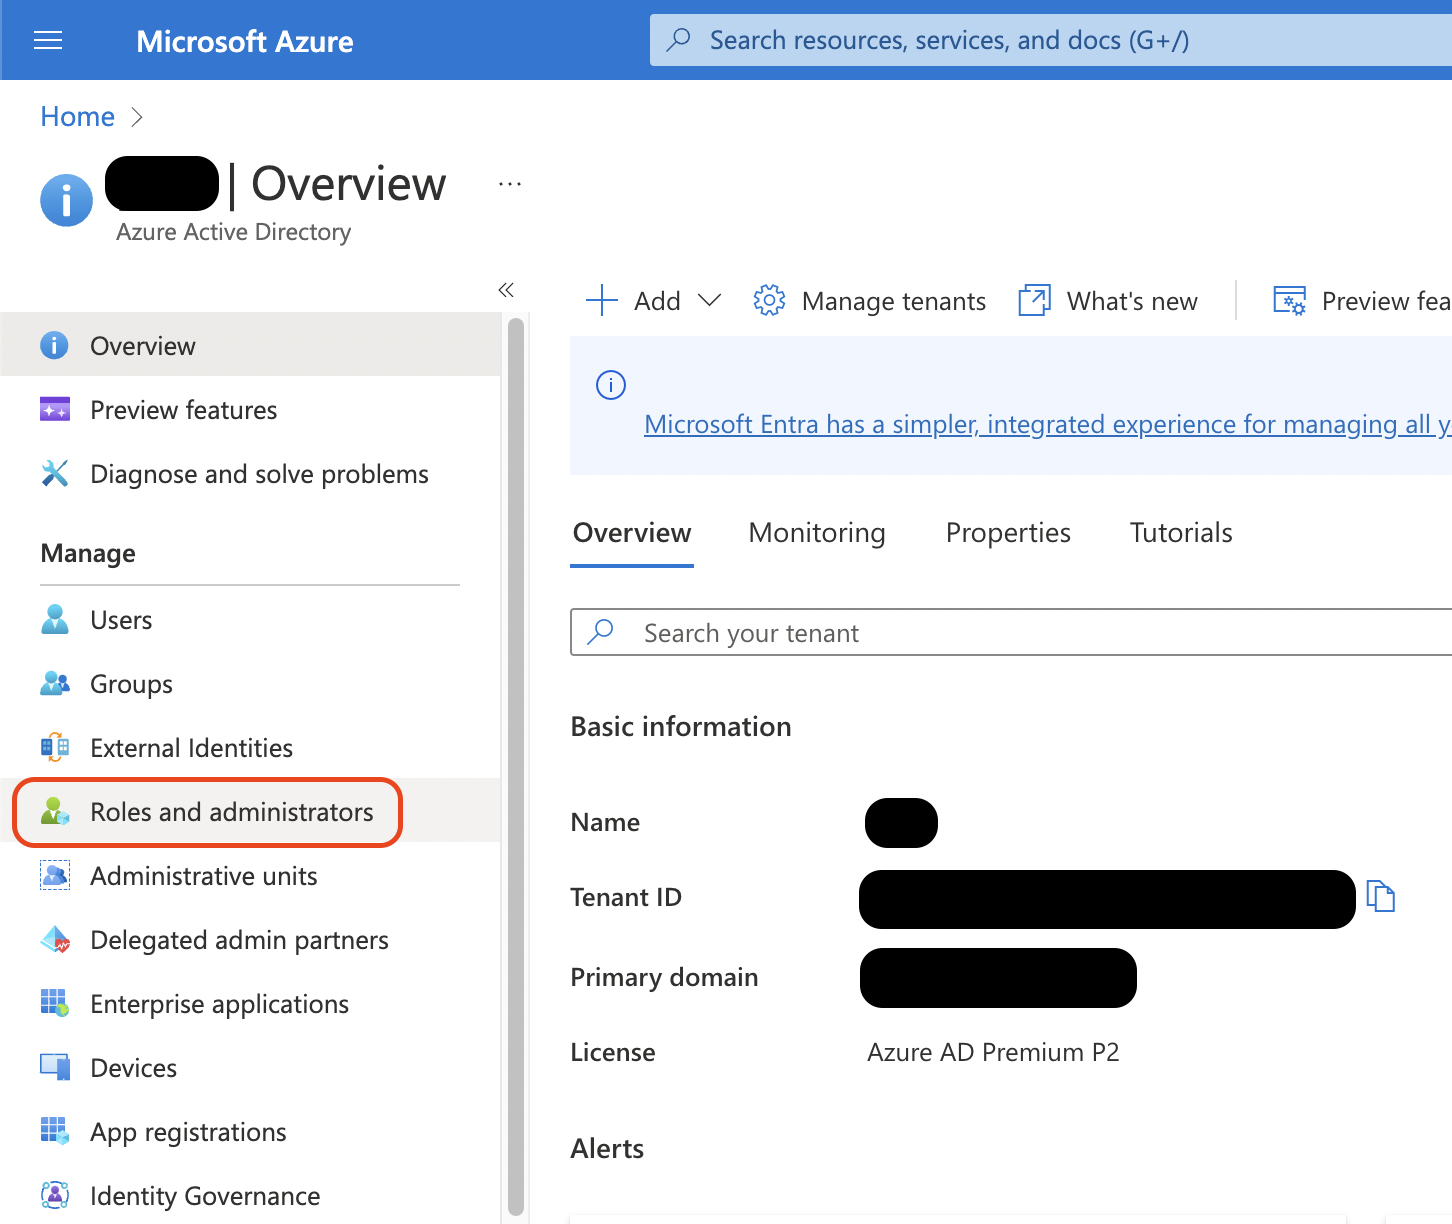 Microsoft Azure
Search resources, services, and docs (G+/)
Home
| Overview
...
Azure Active Directory
Add
Manage tenants
What's new
Preview fea
Overview
Preview features
Diagnose and solve problems
Manage
Users
Groups
External Identities
Roles and administrators
Administrative units
Delegated admin partners
Enterprise applications
Devices
App registrations
Identity Governance
Microsoft Entra has a simpler, integrated experience for managing all y
Overview
Monitoring
Properties
Tutorials
Search your tenant
Basic information
Name
Tenant ID
Primary domain
License
Azure AD Premium P2
Alerts